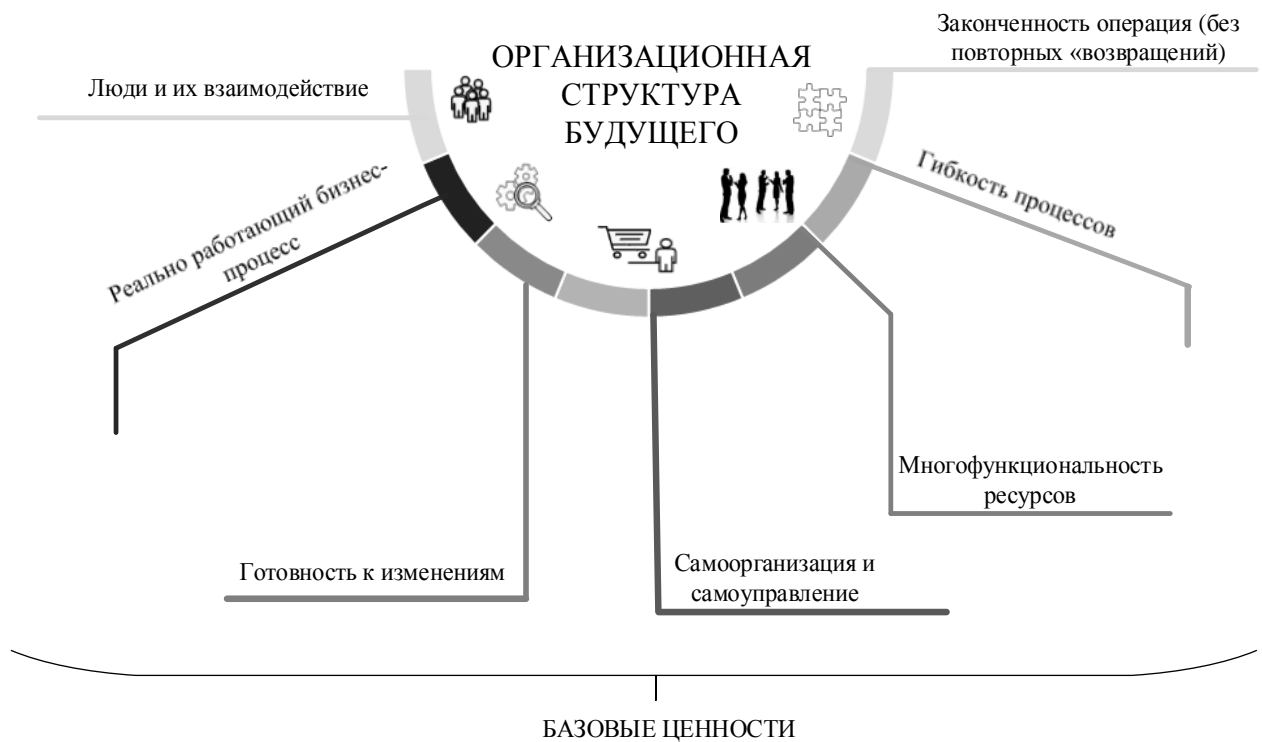 ОРГАНИЗАЦИОННАЯ
СТРУКТУРА
БУДУЩЕГО
Люди и их взаимодействие
Реально работающий бизнес-
процесс
Готовность к изменениям
Самоорганизация и
самоуправление
Многофункциональность
ресурсов
Гибкость процессов
Законченность операция (без
повторных «возвращений)
БАЗОВЫЕ ЦЕННОСТИ